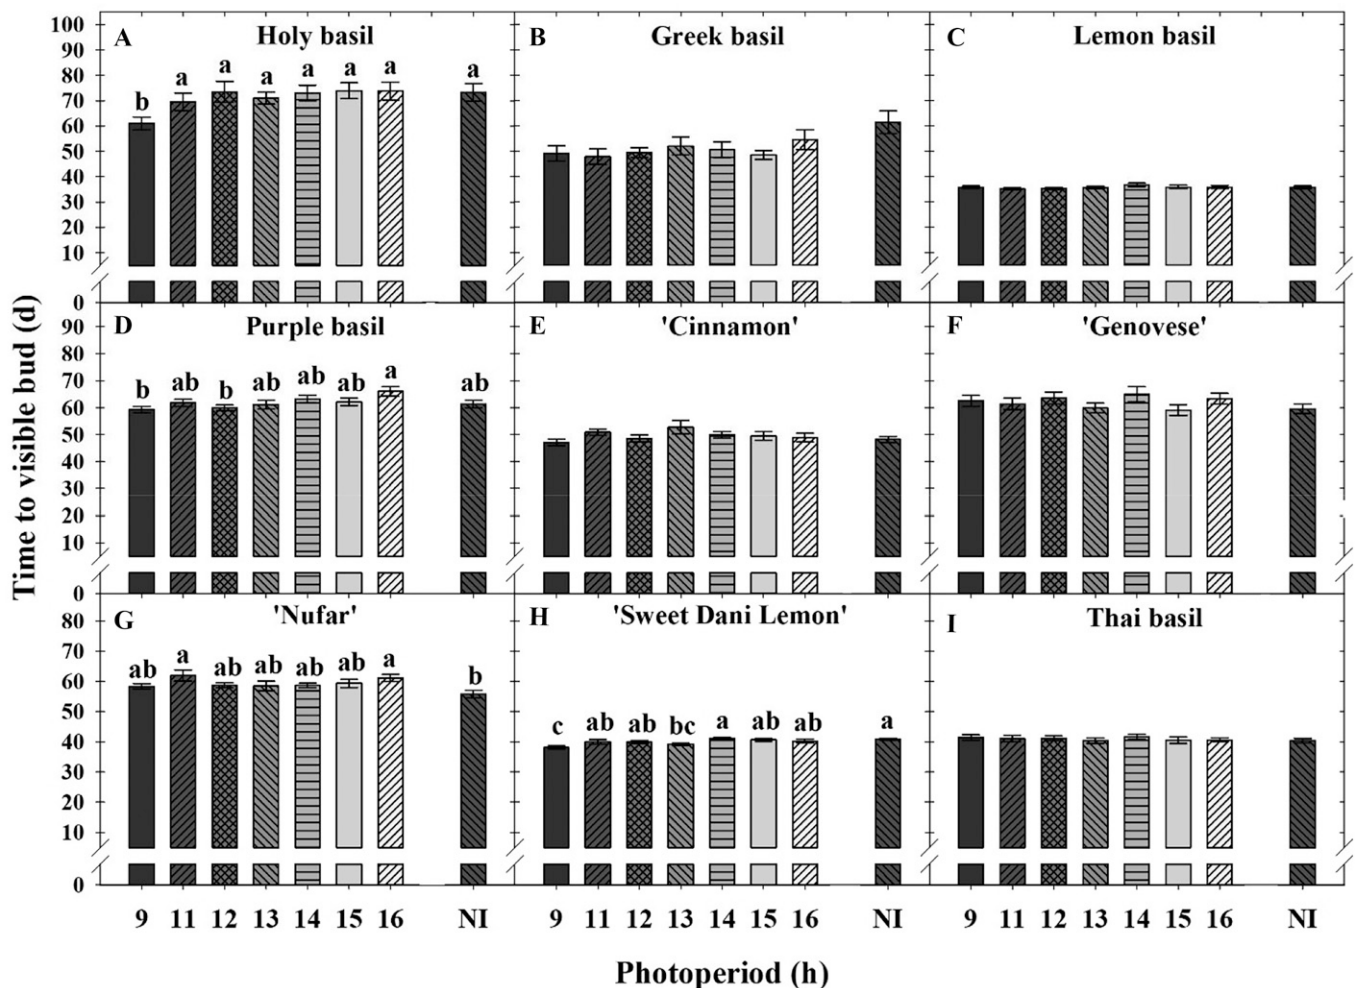 Time to visible bud (d)
A Holy basil
B Greek basil
C Lemon basil
100
90
80
70
60
50
40
30
20
10
0
b a a a a a a a
D Purple basil
E 'Cinnamon'
F 'Genovese'
90
80
70
60
50
40
30
20
10
0
b ab b ab ab ab a ab
G 'Nufar'
H 'Sweet Dani Lemon'
I Thai basil
80
70
60
50
40
30
20
10
0
ab a ab ab ab ab a b
c ab ab bc a ab ab a
9 11 12 13 14 15 16 NI
9 11 12 13 14 15 16 NI
9 11 12 13 14 15 16 NI
Photoperiod (h)